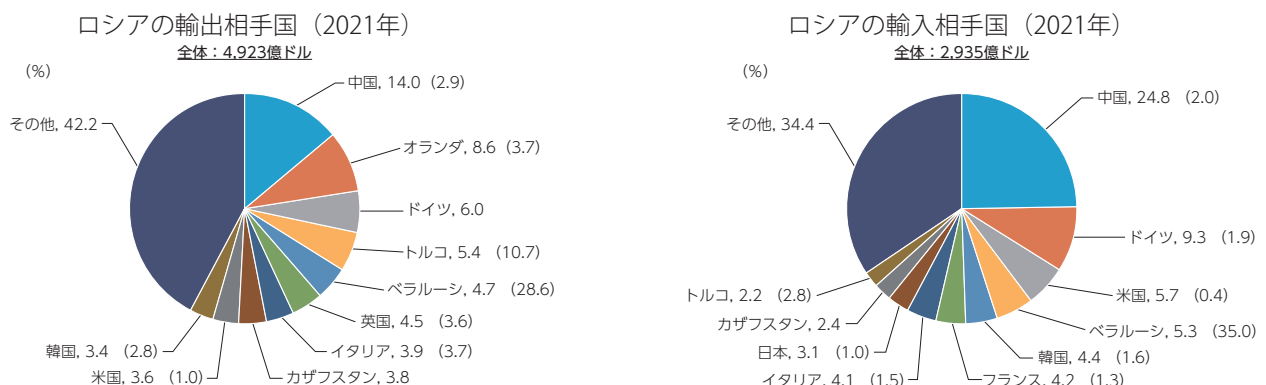 ロシアの輸出相手国（2021年）
全体：4,923億ドル
（%）
中国, 14.0 （2.9）
オランダ, 8.6 （3.7）
ドイツ, 6.0
トルコ, 5.4 （10.7）
ベラルーシ, 4.7 （28.6）
英国, 4.5 （3.6）
イタリア, 3.9 （3.7）
カザフスタン, 3.8
米国, 3.6 （1.0）
韓国, 3.4 （2.8）
その他, 42.2
ロシアの輸入相手国（2021年）
全体：2,935億ドル
（%）
中国, 24.8 （2.0）
ドイツ, 9.3 （1.9）
米国, 5.7 （0.4）
ベラルーシ, 5.3 （35.0）
韓国, 4.4 （1.6）
フランス, 4.2 （1.3）
イタリア, 4.1 （1.5）
日本, 3.1 （1.0）
カザフスタン, 2.4
トルコ, 2.2 （2.8）
その他, 34.4